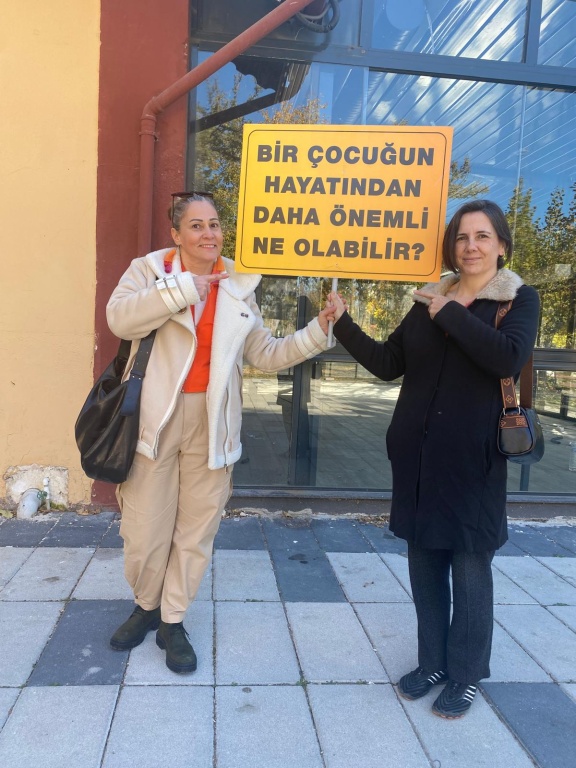 BİR ÇOCUĞUN
HAYATINDAN
DAHA ÖNEMLİ
NE OLABİLİR?